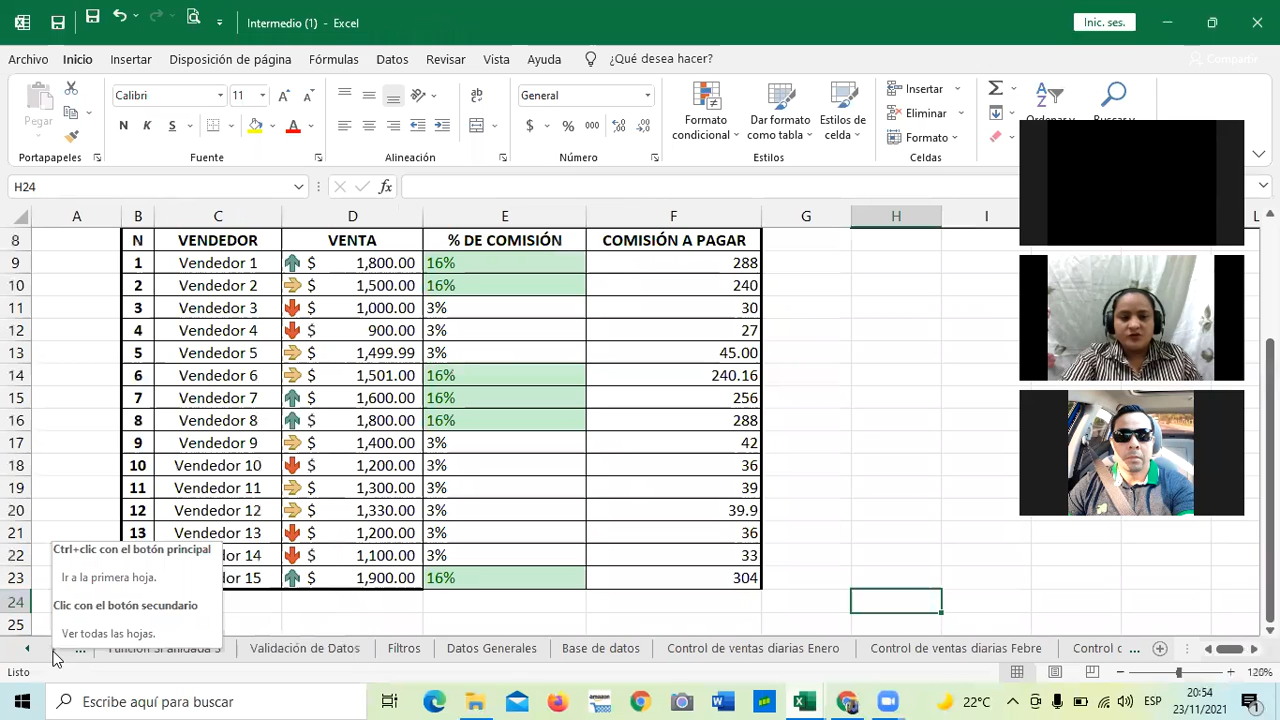 Intermedio (1) - Excel
Inic. ses.
Archivo Inicio Insertar Disposición de página Fórmulas Datos Revisar Vista Ayuda ¿Qué desea hacer? Compartir
Pegar
Calibri 11
N K S
General
$ % 000
Formato condicional
Dar formato como tabla
Estilos de celda
Insertar
Eliminar
Formato
Portapapeles Fuente Alineación Número Estilos Celdas
H24 fx
A B C D E F G H I L
8 N VENDEDOR VENTA % DE COMISIÓN COMISIÓN A PAGAR
9 1 Vendedor 1 $ 1,800.00 16% 288
10 2 Vendedor 2 $ 1,500.00 16% 240
11 3 Vendedor 3 $ 1,000.00 3% 30
12 4 Vendedor 4 $ 900.00 3% 27
13 5 Vendedor 5 $ 1,499.99 3% 45.00
14 6 Vendedor 6 $ 1,501.00 16% 240.16
15 7 Vendedor 7 $ 1,600.00 16% 256
16 8 Vendedor 8 $ 1,800.00 16% 288
17 9 Vendedor 9 $ 1,400.00 3% 42
18 10 Vendedor 10 $ 1,200.00 3% 36
19 11 Vendedor 11 $ 1,300.00 3% 39
20 12 Vendedor 12 $ 1,330.00 3% 39.9
21 13 Vendedor 13 $ 1,200.00 3% 36
22 dor 14 $ 1,100.00 3% 33
23 dor 15 $ 1,900.00 16% 304
24
25
Ctrl+clic con el botón principal
Ir a la primera hoja.
Clic con el botón secundario
Ver todas las hojas.
... Validación de Datos Filtros Datos Generales Base de datos Control de ventas diarias Enero Control de ventas diarias Febre Control d ...
Listo 120%
Escribe aquí para buscar
22°C ESP 20:54
23/11/2021